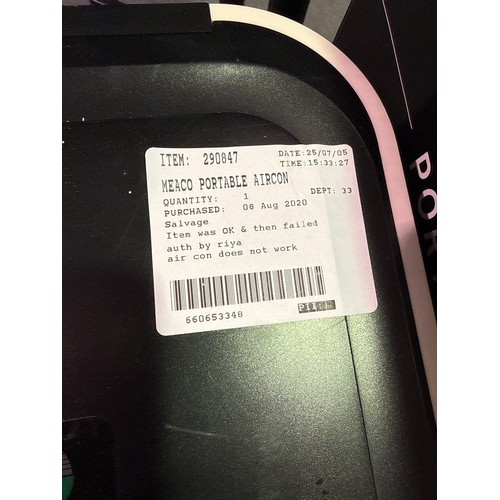 ITEM: 290847 DATE:25/07/05
TIME:15:33:27
MEACO PORTABLE AIRCON
DEPT: 33
QUANTITY: 1
PURCHASED: 08 Aug 2020
Salvage
Item was OK & then failed
auth by riya
air con does not work
660653348
POR